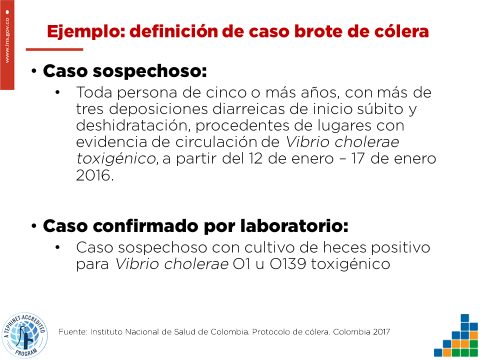 www.ins.gov.co
Ejemplo: definición de caso brote de cólera
• Caso sospechoso:
• Toda persona de cinco o más años, con más de
tres deposiciones diarreicas de inicio súbito y
deshidratación, procedentes de lugares con
evidencia de circulación de Vibrio cholerae
toxigénico, a partir del 12 de enero – 17 de enero
2016.
• Caso confirmado por laboratorio:
• Caso sospechoso con cultivo de heces positivo
para Vibrio cholerae O1 u O139 toxigénico
A TEPHINET ACCREDITED
PROGRAM
Fuente: Instituto Nacional de Salud de Colombia. Protocolo de cólera. Colombia 2017